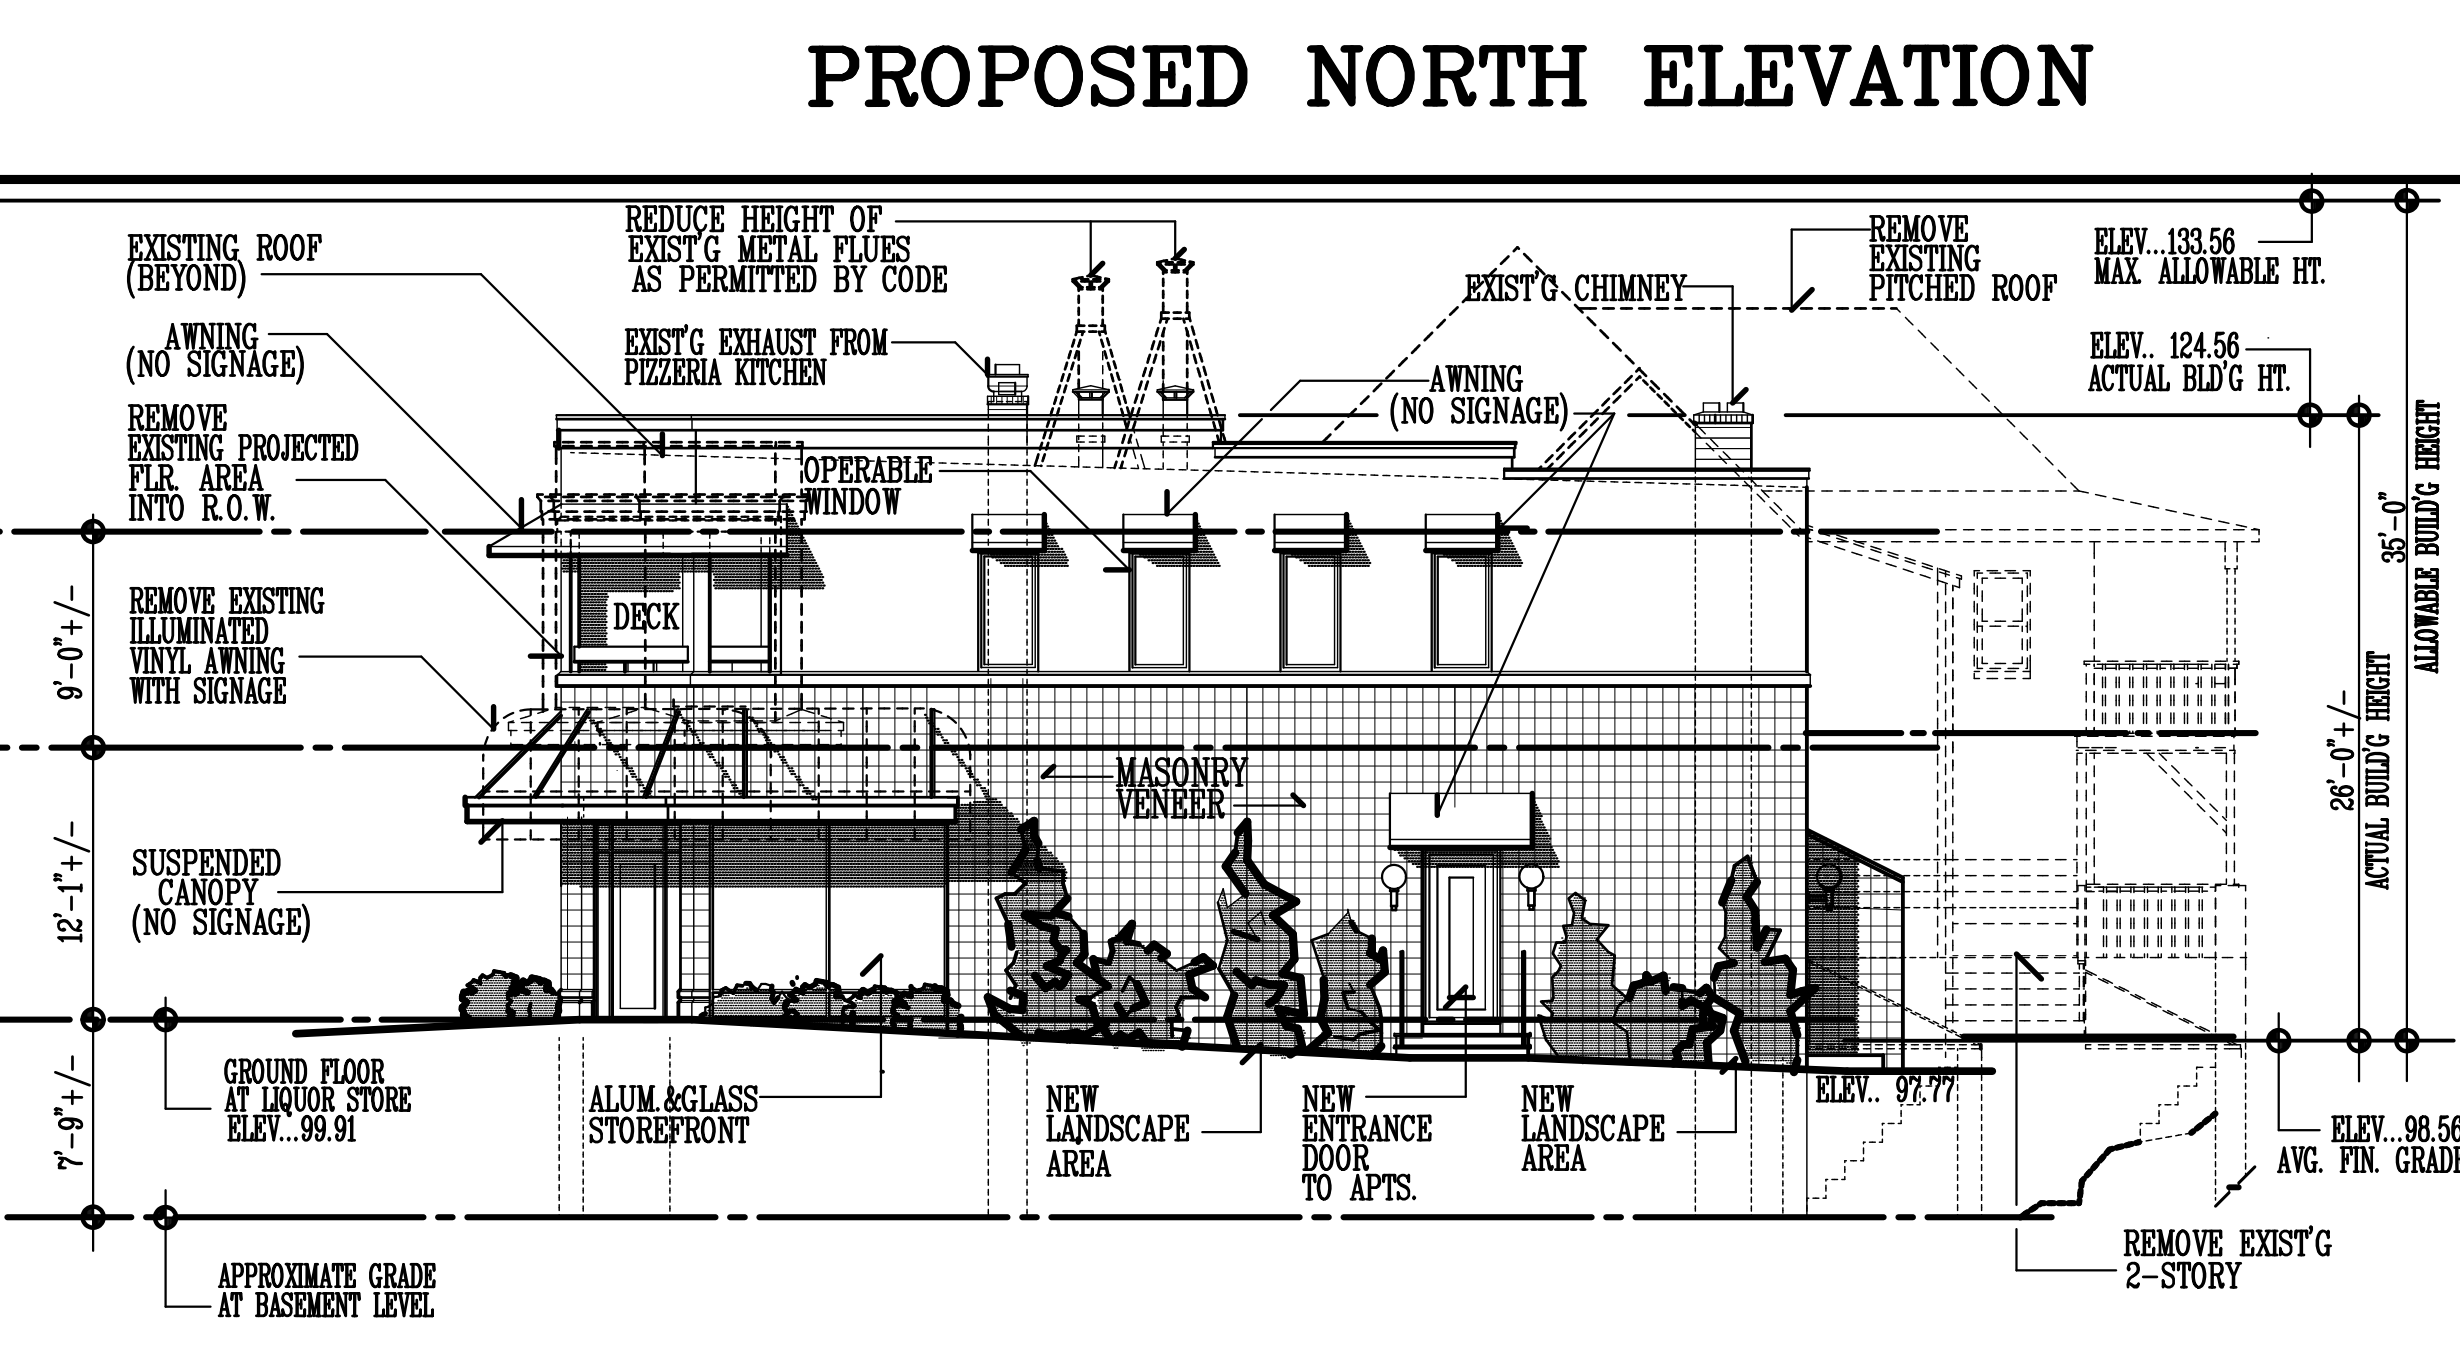 PROPOSED NORTH ELEVATION
EXISTING ROOF
(BEYOND)
AWNING
(NO SIGNAGE)
REMOVE
EXISTING PROJECTED
FLR. AREA
INTO R.O.W.
REMOVE EXISTING
ILLUMINATED
VINYL AWNING
WITH SIGNAGE
SUSPENDED
CANOPY
(NO SIGNAGE)
9'-0"+/-
12'-1"+/-
7'-9"+/-
GROUND FLOOR
AT LIQUOR STORE
ELEV...99.91
APPROXIMATE GRADE
AT BASEMENT LEVEL
REDUCE HEIGHT OF
EXIST'G METAL FLUES
AS PERMITTED BY CODE
EXIST'G EXHAUST FROM
PIZZERIA KITCHEN
OPERABLE
WINDOW
DECK
AWNING
(NO SIGNAGE)
EXIST'G CHIMNEY
REMOVE
EXISTING
PITCHED ROOF
MASONRY
VENEER
ALUM.&GLASS
STOREFRONT
NEW
LANDSCAPE
AREA
NEW
ENTRANCE
DOOR
TO APTS.
NEW
LANDSCAPE
AREA
ELEV.. 97.77
ELEV...133.56
MAX. ALLOWABLE HT.
ELEV.. 124.56
ACTUAL BLD'G HT.
35'-0"
ALLOWABLE BUILD'G HEIGHT
26'-0"+/-
ACTUAL BUILD'G HEIGHT
ELEV...98.56
AVG. FIN. GRADE
REMOVE EXIST'G
2-STORY